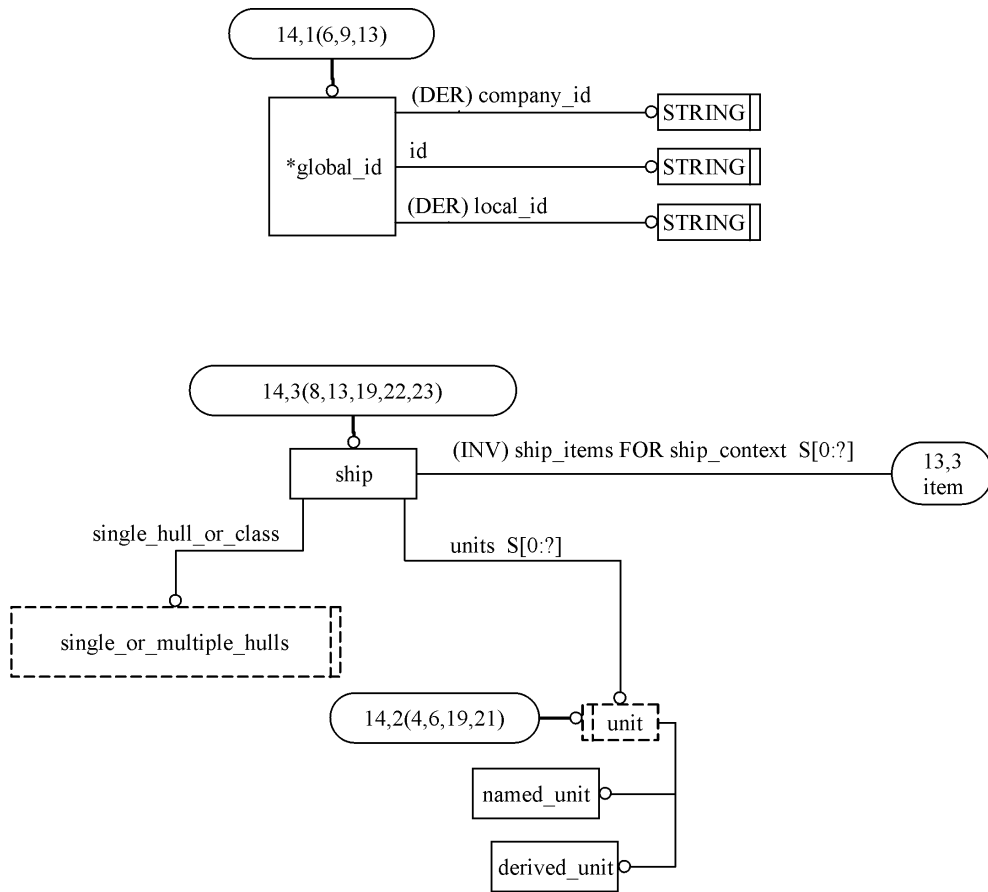 14,1(6,9,13)
(DER) company_id
STRING
*global_id
id
STRING
(DER) local_id
STRING
14,3(8,13,19,22,23)
(INV) ship_items FOR ship_context S[0:?]
13,3
item
ship
single_hull_or_class
units S[0:?]
single_or_multiple_hulls
14,2(4,6,19,21)
unit
named_unit
derived_unit